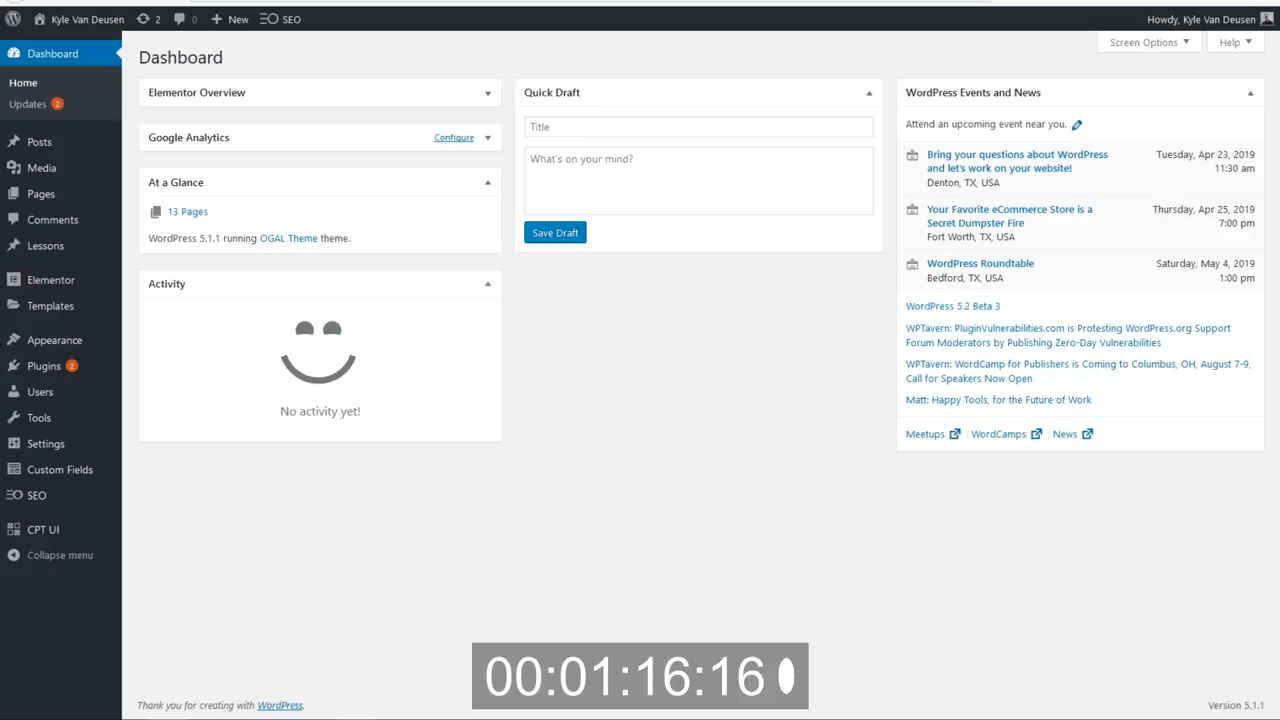 Kyle Van Deusen 2 0 New SEO Howdy, Kyle Van Deusen
Dashboard
Home
Updates 2
Posts
Media
Pages
Comments
Lessons
Elementor
Templates
Appearance
Plugins 2
Users
Tools
Settings
Custom Fields
SEO
CPT UI
Collapse menu
Screen Options Help
Dashboard
Elementor Overview
Google Analytics Configure
At a Glance
13 Pages
WordPress 5.1.1 running OGAL Theme theme.
Activity
No activity yet!
Quick Draft
Title
What's on your mind?
Save Draft
WordPress Events and News
Attend an upcoming event near you.
Bring your questions about WordPress Tuesday, Apr 23, 2019
and let's work on your website! 11:30 am
Denton, TX, USA
Your Favorite eCommerce Store is a Thursday, Apr 25, 2019
Secret Dumpster Fire 7:00 pm
Fort Worth, TX, USA
WordPress Roundtable Saturday, May 4, 2019
Bedford, TX, USA 1:00 pm
WordPress 5.2 Beta 3
WPTavern: PluginVulnerabilities.com is Protesting WordPress.org Support
Forum Moderators by Publishing Zero-Day Vulnerabilities
WPTavern: WordCamp for Publishers is Coming to Columbus, OH, August 7-9,
Call for Speakers Now Open
Matt: Happy Tools, for the Future of Work
Meetups | WordCamps | News
00:01:16:16
Thank you for creating with WordPress. Version 5.1.1